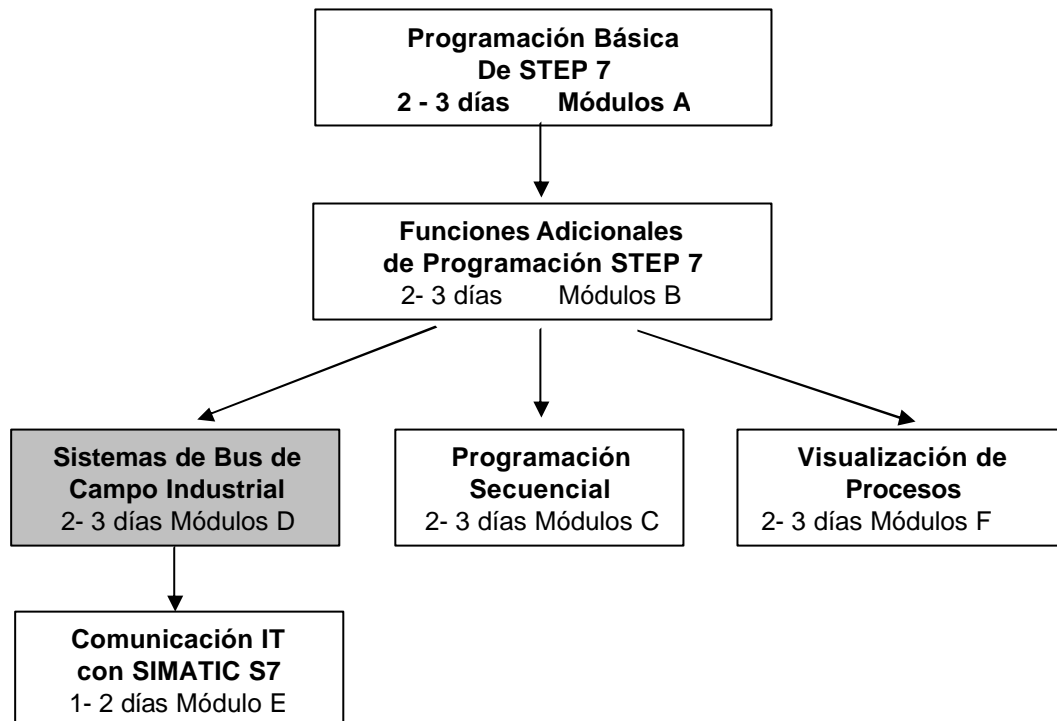 Programación Básica
De STEP 7
2 - 3 días Módulos A
Funciones Adicionales
de Programación STEP 7
2- 3 días Módulos B
Sistemas de Bus de
Campo Industrial
2- 3 días Módulos D
Programación
Secuencial
2- 3 días Módulos C
Visualización de
Procesos
2- 3 días Módulos F
Comunicación IT
con SIMATIC S7
1- 2 días Módulo E